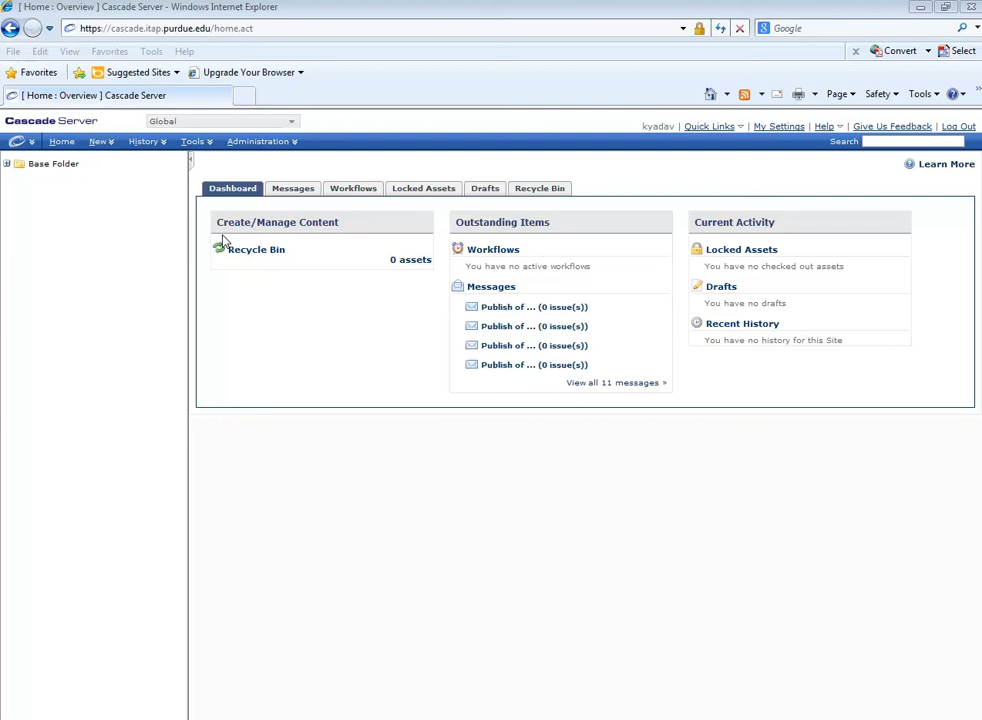 [ Home : Overview ] Cascade Server - Windows Internet Explorer
https://cascade.itap.purdue.edu/home.act
Google
File Edit View Favorites Tools Help
Convert Select
Favorites Suggested Sites Upgrade Your Browser
[ Home : Overview ] Cascade Server
Page Safety Tools
Cascade Server Global
kyadav Quick Links My Settings Help Give Us Feedback Log Out
Home New History Tools Administration Search
Base Folder
Learn More
Dashboard Messages Workflows Locked Assets Drafts Recycle Bin
Create/Manage Content
Recycle Bin
0 assets
Outstanding Items
Workflows
You have no active workflows
Messages
Publish of ... (0 issue(s))
Publish of ... (0 issue(s))
Publish of ... (0 issue(s))
Publish of ... (0 issue(s))
View all 11 messages »
Current Activity
Locked Assets
You have no checked out assets
Drafts
You have no drafts
Recent History
You have no history for this Site